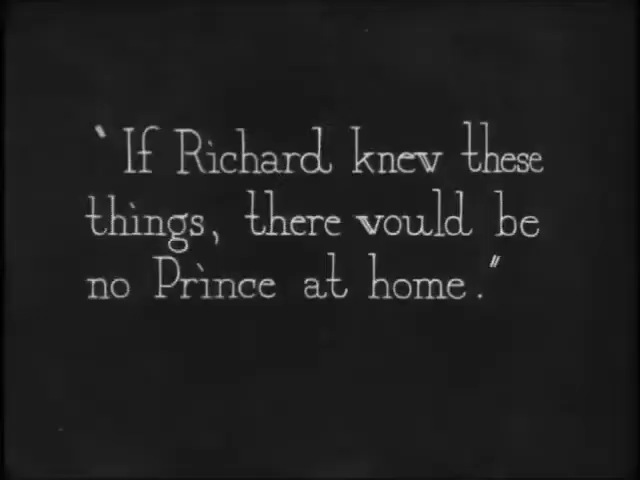 "If Richard knew these
things, there would be
no Prince at home."